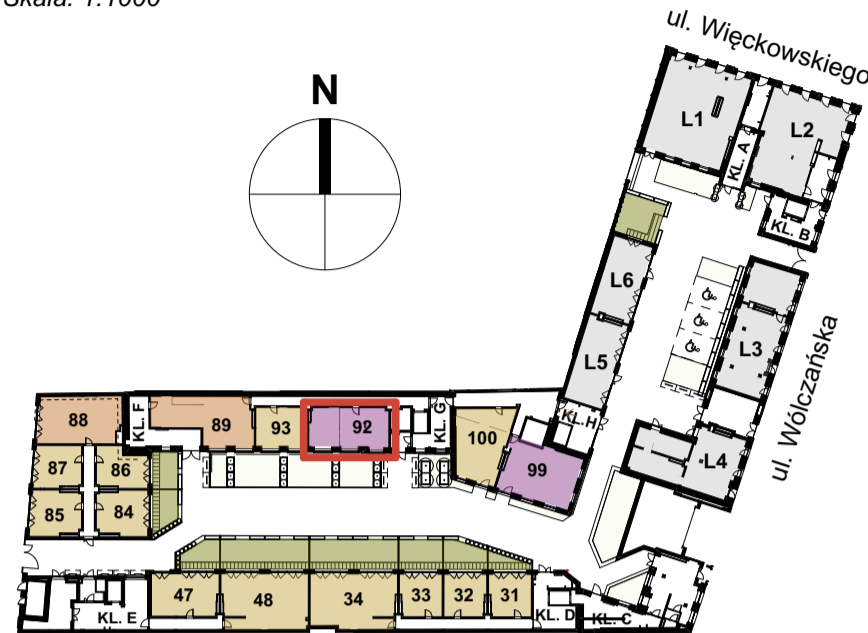 Skala: 1:1000
ul. Więckowskiego
N
L1
L2
KL. A
KL. B
L6
L3
L5
ul. Wólczańska
KL.H
L4
88
KL. F
89
93
92
KL. G
100
99
87
86
85
84
47
48
34
33
32
31
KL. E
KL. D
KL. C